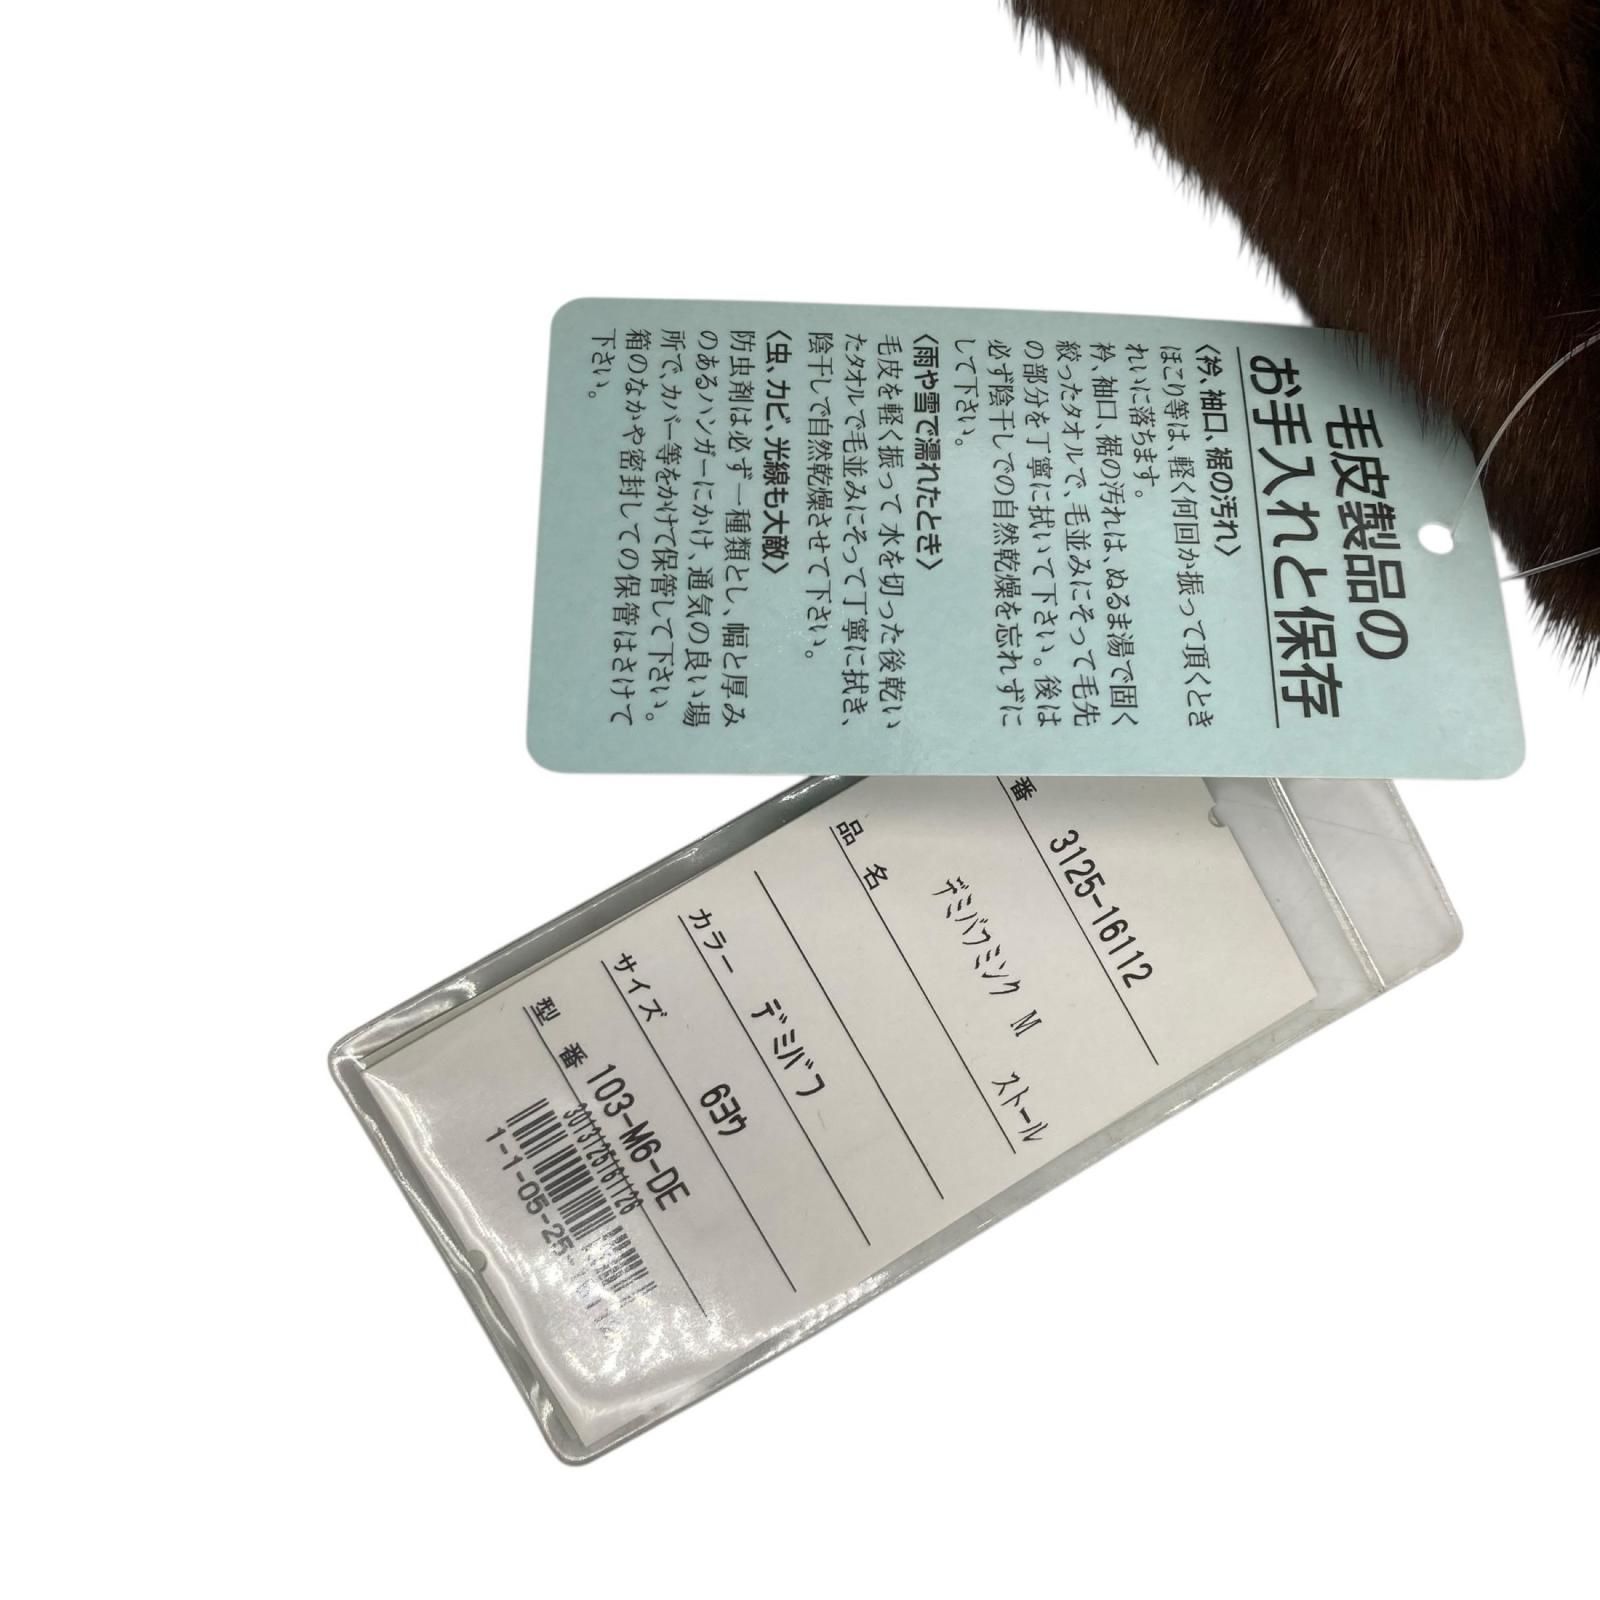 毛皮製品の
お手入れと保存
〈衿、袖口、裾の汚れ〉
ほこり等は、軽く何回か振って頂くとき
れいに落ちます。
衿、袖口、裾の汚れは、ぬるま湯で固く
絞ったタオルで、毛並みにそって毛先
の部分を丁寧に拭いて下さい。後は
必ず陰干しでの自然乾燥を忘れずに
して下さい。
〈雨や雪で濡れたとき〉
毛皮を軽く振って水を切った後乾い
たタオルで毛並みにそって丁寧に拭き、
陰干しで自然乾燥させて下さい。
〈虫、カビ、光線も大敵〉
防虫剤は必ず一種類とし、幅と厚み
のあるハンガーにかけ、通気の良い場
所で、カバー等をかけて保管して下さい。
箱のなかや密封しての保管はさけて
下さい。
番 3125-16112
品 名 デミバフミンク M ストール
カラー デミバフ
サイズ 6ヨウ
型 番 103-M6-DE
3013125161126
1-1-05-25-16112